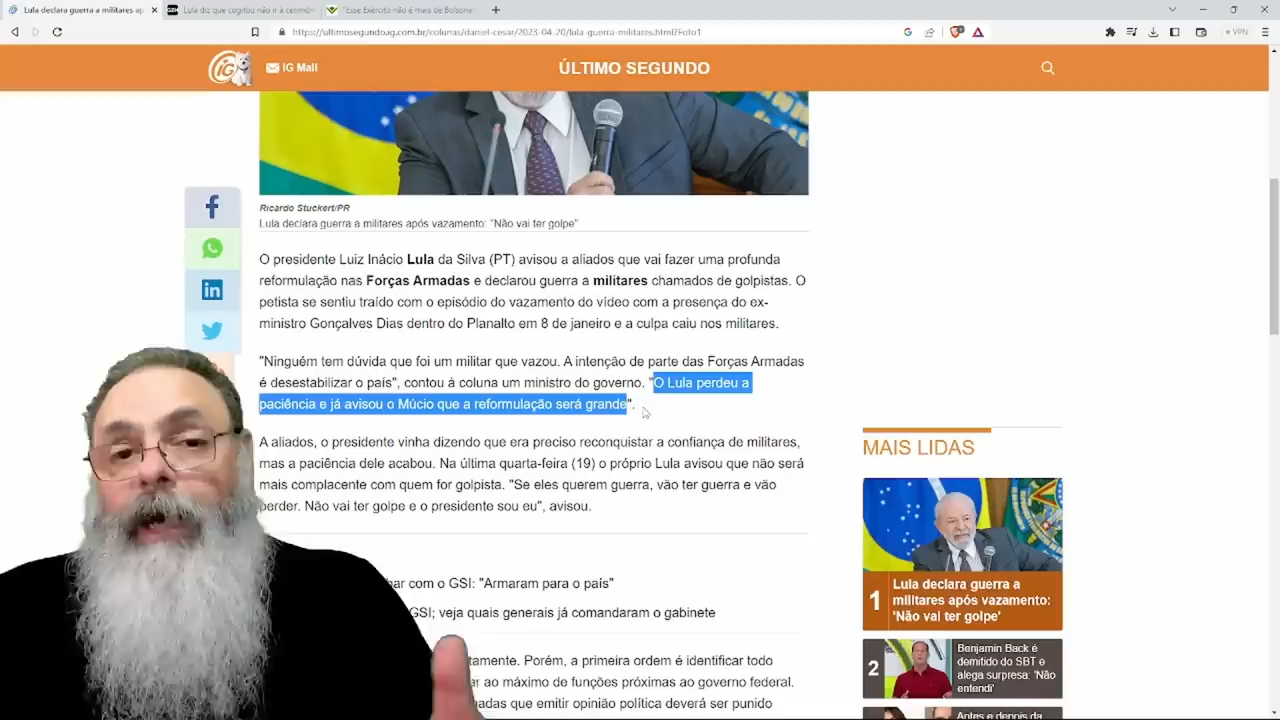 Lula declara guerra a militares ap
Lula diz que cogitou não ir à cerimôn
"Esse Exército não é mais de Bolsona
https://ultimosegundo.ig.com.br/colunas/daniel-cesar/2023-04-20/lula-guerra-militares.html?Foto1
VPN
iG
iG Mail
ÚLTIMO SEGUNDO
Ricardo Stuckert/PR
Lula declara guerra a militares após vazamento: "Não vai ter golpe"
O presidente Luiz Inácio Lula da Silva (PT) avisou a aliados que vai fazer uma profunda
reformulação nas Forças Armadas e declarou guerra a militares chamados de golpistas. O
petista se sentiu traído com o episódio do vazamento do vídeo com a presença do ex-
ministro Gonçalves Dias dentro do Planalto em 8 de janeiro e a culpa caiu nos militares.
"Ninguém tem dúvida que foi um militar que vazou. A intenção de parte das Forças Armadas
é desestabilizar o país", contou à coluna um ministro do governo. "O Lula perdeu a
paciência e já avisou o Múcio que a reformulação será grande".
A aliados, o presidente vinha dizendo que era preciso reconquistar a confiança de militares,
mas a paciência dele acabou. Na última quarta-feira (19) o próprio Lula avisou que não será
mais complacente com quem for golpista. "Se eles querem guerra, vão ter guerra e vão
perder. Não vai ter golpe e o presidente sou eu", avisou.
bar com o GSI: "Armaram para o país"
GSI; veja quais generais já comandaram o gabinete
tamente. Porém, a primeira ordem é identificar todo
ar ao máximo de funções próximas ao governo federal.
adas que emitir opinião política deverá ser punido
MAIS LIDAS
1
Lula declara guerra a
militares após vazamento:
'Não vai ter golpe'
2
Benjamin Back é
demitido do SBT e
alega surpresa: 'Não
entendi'
Antes e depois da